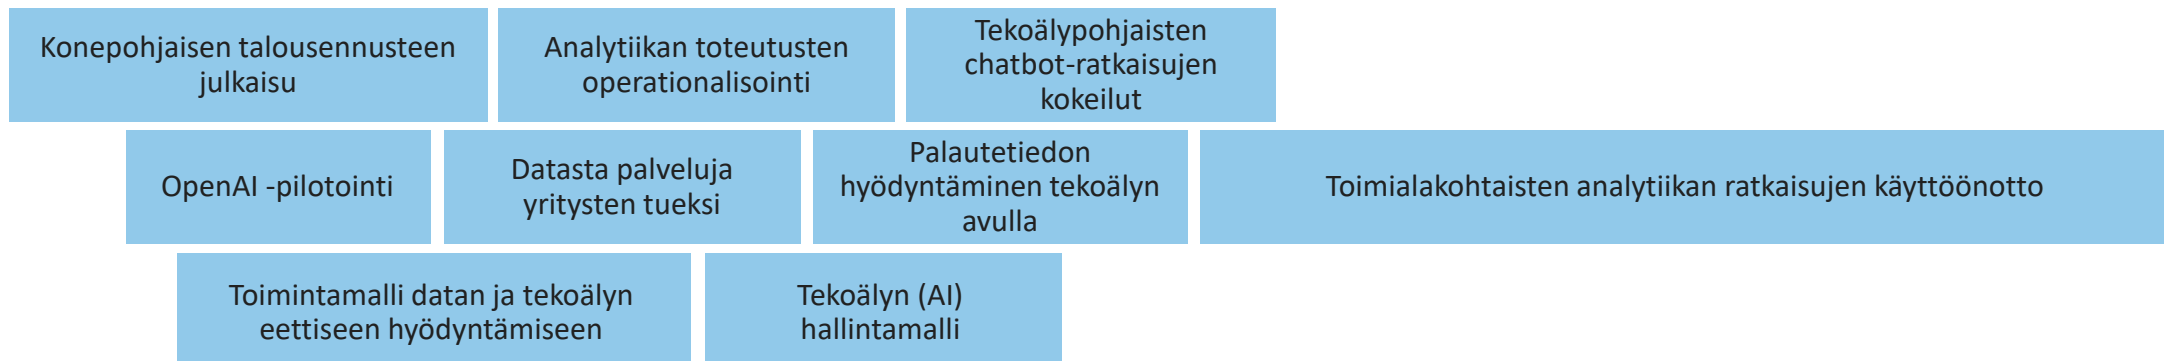 Konepohjaisen talousennusteen
julkaisu
Analytiikan toteutusten
operationalisointi
Tekoälypohjaisten
chatbot-ratkaisujen
kokeilut
OpenAI -pilotointi
Datasta palveluja
yritysten tueksi
Palautetiedon
hyödyntäminen tekoälyn
avulla
Toimialakohtaisten analytiikan ratkaisujen käyttöönotto
Toimintamalli datan ja tekoälyn
eettiseen hyödyntämiseen
Tekoälyn (AI)
hallintamalli